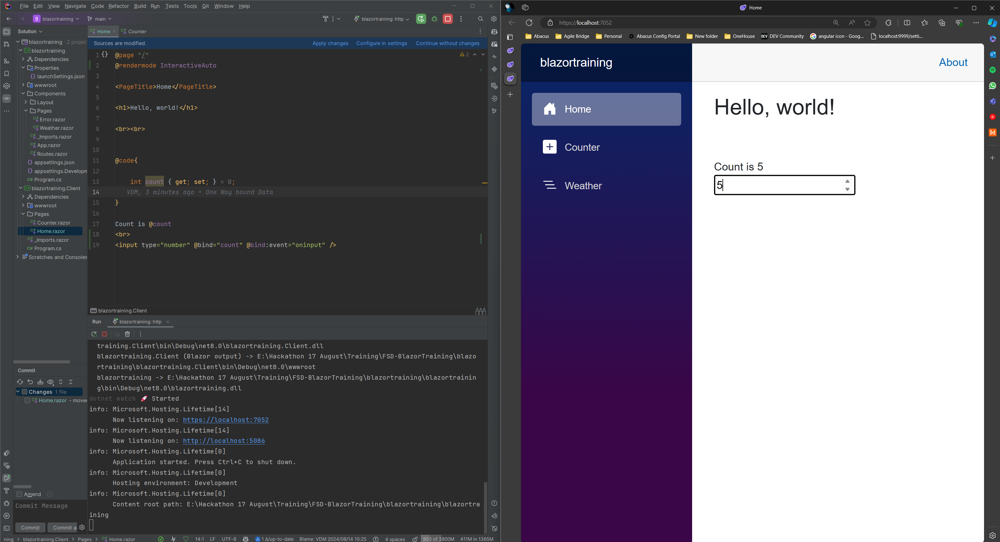 File Edit View Navigate Code Refactor Build Run Tests Tools Git Window Help
B blazortraining main blazortraining: http
Solution
blazortraining · 2 projec
blazortraining
Dependencies
Properties
launchSettings.json
wwwroot
Components
Layout
Pages
Error.razor
Weather.razor
_Imports.razor
App.razor
Routes.razor
appsettings.json
appsettings.Developm
Program.cs
blazortraining.Client
Dependencies
wwwroot
Pages
Counter.razor
Home.razor
_Imports.razor
Program.cs
Scratches and Consoles
Home Counter
Sources are modified. Apply changes Configure in settings Continue without changes
2
1 {} @page "/"
2 @rendermode InteractiveAuto
3
4 <PageTitle>Home</PageTitle>
5
6 <h1>Hello, world!</h1>
7
8 <br><br>
9
10
11 @code{
12
13 int count { get; set; } = 0;
14 VDM, 3 minutes ago • One Way bound Data
15 }
16
17 Count is @count
18 <br>
19 <input type="number" @bind="count" @bind:event="oninput" />
blazortraining.Client
Run blazortraining: http
training.Client\bin\Debug\net8.0\blazortraining.Client.dll
blazortraining.Client (Blazor output) -> E:\Hackathon 17 August\Training\FSD-BlazorTraining\blazo
rtraining\blazortraining.Client\bin\Debug\net8.0\wwwroot
blazortraining -> E:\Hackathon 17 August\Training\FSD-BlazorTraining\blazortraining\blazortrainin
g\bin\Debug\net8.0\blazortraining.dll
dotnet watch 🚀 Started
info: Microsoft.Hosting.Lifetime[14]
Now listening on: https://localhost:7052
info: Microsoft.Hosting.Lifetime[14]
Now listening on: http://localhost:5086
info: Microsoft.Hosting.Lifetime[0]
Application started. Press Ctrl+C to shut down.
info: Microsoft.Hosting.Lifetime[0]
Hosting environment: Development
info: Microsoft.Hosting.Lifetime[0]
Content root path: E:\Hackathon 17 August\Training\FSD-BlazorTraining\blazortraining\blazortra
ining
Commit
Changes 1 file
Home.razor - move
Amend
Commit Message
Commit Commit a
ning > blazortraining.Client > Pages > Home.razor 14:1 LF UTF-8 1 Δ/up-to-date Blame: VDM 2024/08/14 10:25 4 spaces 903 of 3800M 411M in 1365M
Home
https://localhost:7052
Abacus Agile Bridge Personal Abacus Config Portal New folder OneHouse DEV DEV Community angular icon - Goog... localhost:9999/setti...
blazortraining
About
Home
Counter
Weather
Hello, world!
Count is 5
5